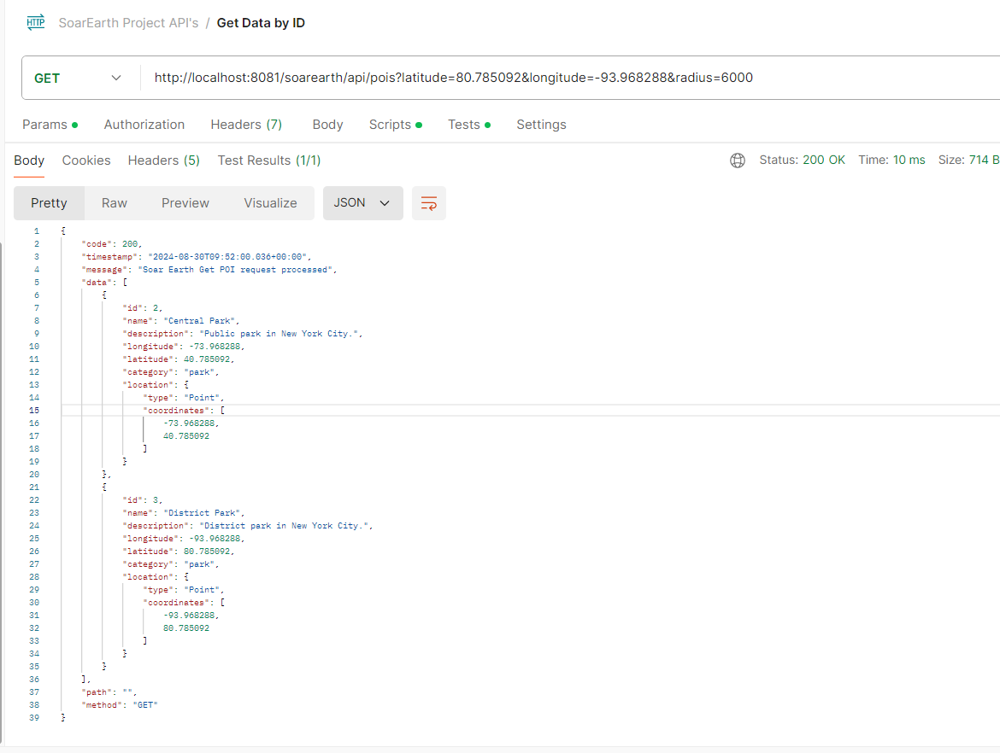 HTTP SoarEarth Project API's / Get Data by ID
GET http://localhost:8081/soarearth/api/pois?latitude=80.785092&longitude=-93.968288&radius=6000
Params Authorization Headers (7) Body Scripts Tests Settings
Body Cookies Headers (5) Test Results (1/1) Status: 200 OK Time: 10 ms Size: 714 B
Pretty Raw Preview Visualize JSON
1 {
2 "code": 200,
3 "timestamp": "2024-08-30T09:52:00.036+00:00",
4 "message": "Soar Earth Get POI request processed",
5 "data": [
6 {
7 "id": 2,
8 "name": "Central Park",
9 "description": "Public park in New York City.",
10 "longitude": -73.968288,
11 "latitude": 40.785092,
12 "category": "park",
13 "location": {
14 "type": "Point",
15 "coordinates": [
16 -73.968288,
17 40.785092
18 ]
19 }
20 },
21 {
22 "id": 3,
23 "name": "District Park",
24 "description": "District park in New York City.",
25 "longitude": -93.968288,
26 "latitude": 80.785092,
27 "category": "park",
28 "location": {
29 "type": "Point",
30 "coordinates": [
31 -93.968288,
32 80.785092
33 ]
34 }
35 }
36 ],
37 "path": "",
38 "method": "GET"
39 }